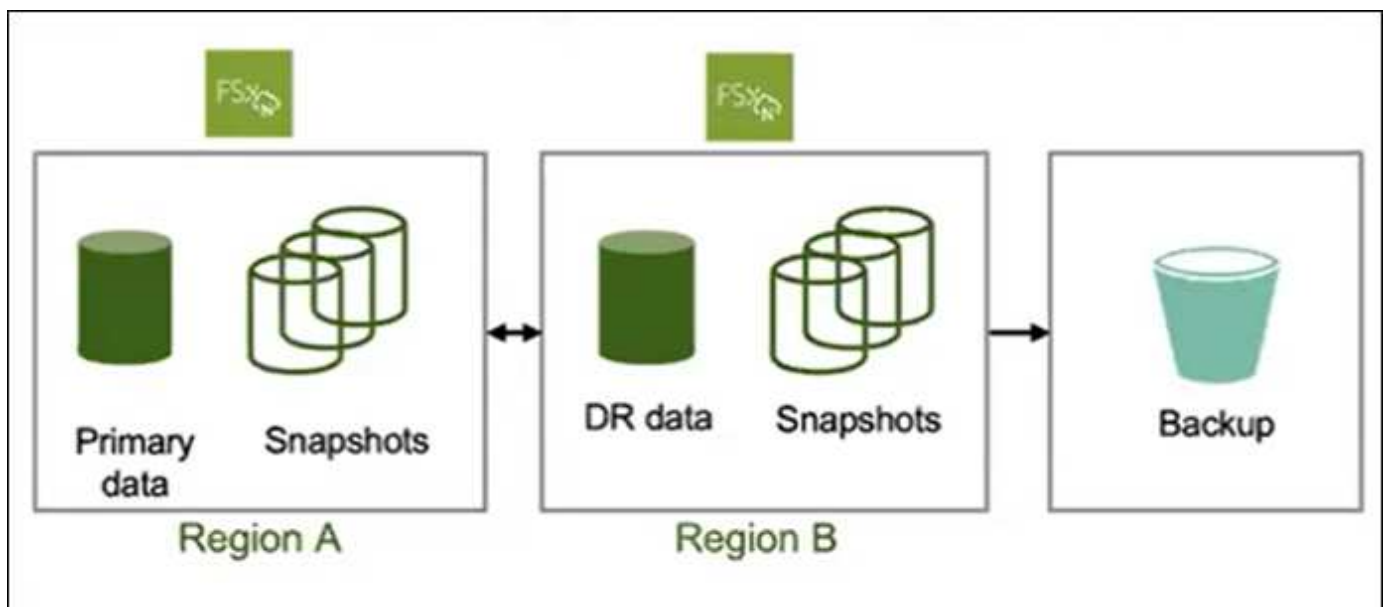 FSx
N
FSx
N
Primary
data
Snapshots
DR data
Snapshots
Backup
Region A
Region B